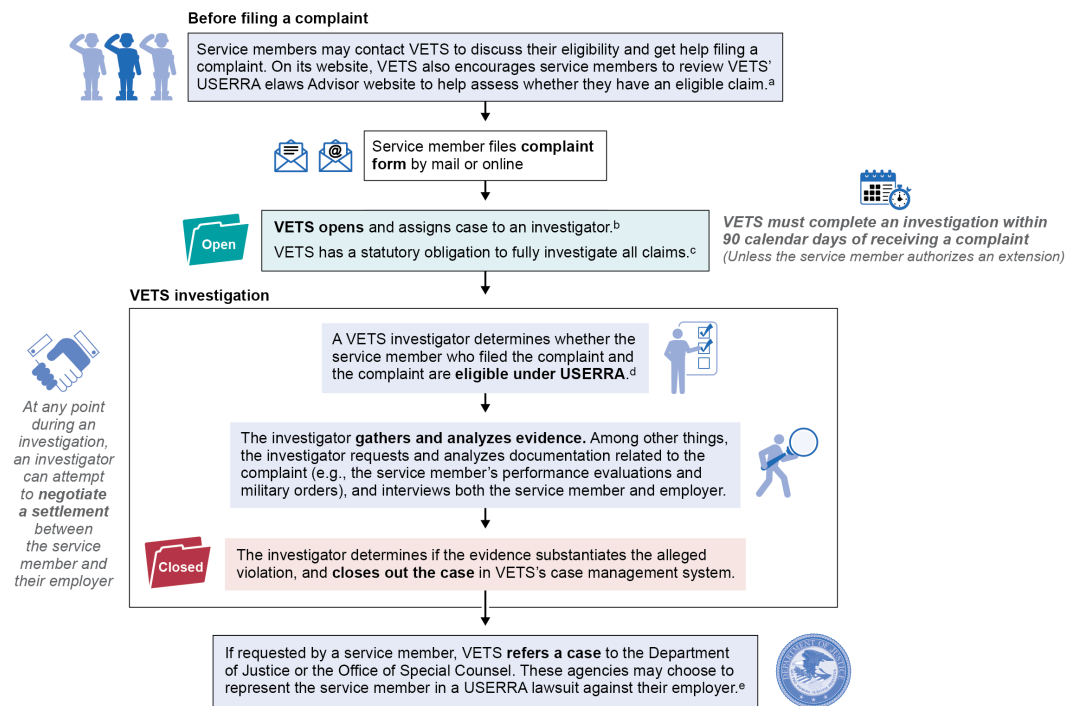 Before filing a complaint
Service members may contact VETS to discuss their eligibility and get help filing a
complaint. On its website, VETS also encourages service members to review VETS’
USERRA elaws Advisor website to help assess whether they have an eligible claim.a
@
Service member files complaint
form by mail or online
Open
VETS opens and assigns case to an investigator.b
VETS has a statutory obligation to fully investigate all claims.c
VETS must complete an investigation within
90 calendar days of receiving a complaint
(Unless the service member authorizes an extension)
VETS investigation
A VETS investigator determines whether the
service member who filed the complaint and
the complaint are eligible under USERRA.d
At any point
during an
investigation,
an investigator
can attempt
to negotiate
a settlement
between
the service
member and
their employer
The investigator gathers and analyzes evidence. Among other things,
the investigator requests and analyzes documentation related to the
complaint (e.g., the service member’s performance evaluations and
military orders), and interviews both the service member and employer.
Closed
The investigator determines if the evidence substantiates the alleged
violation, and closes out the case in VETS’s case management system.
If requested by a service member, VETS refers a case to the Department
of Justice or the Office of Special Counsel. These agencies may choose to
represent the service member in a USERRA lawsuit against their employer.e
DEPARTMENT OF JUSTICE